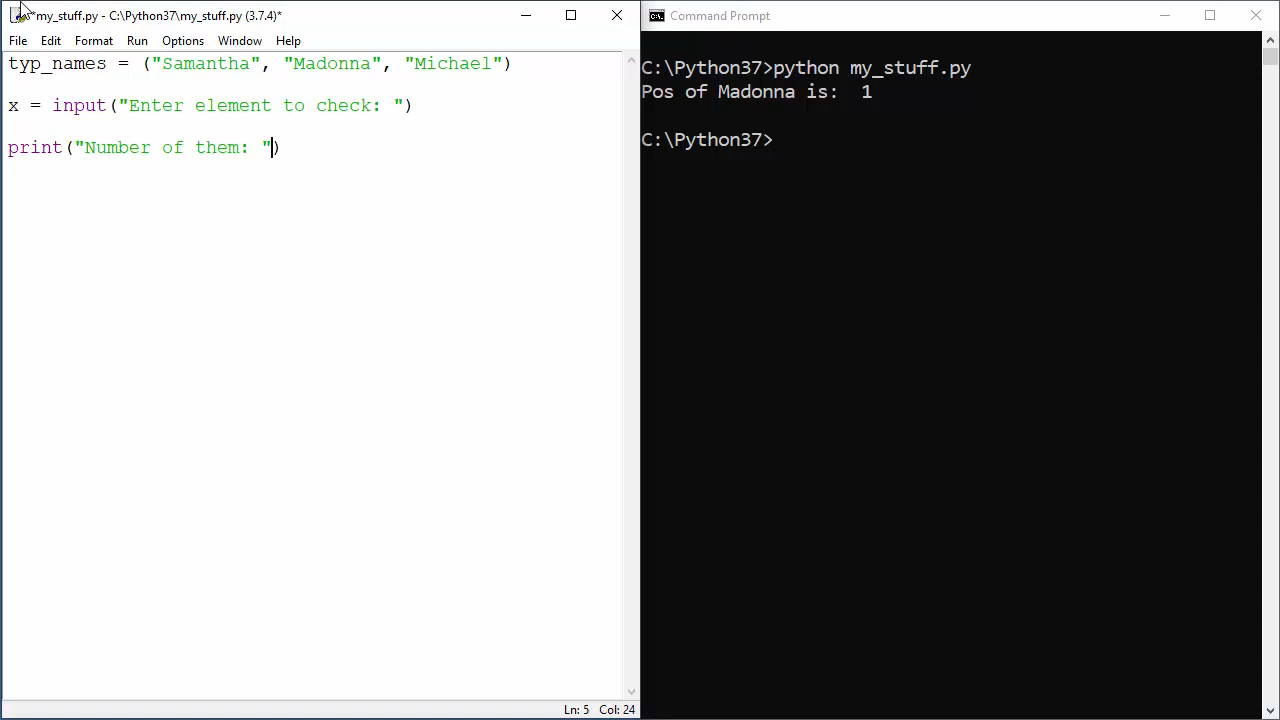 my_stuff.py - C:\Python37\my_stuff.py (3.7.4)*
File Edit Format Run Options Window Help
typ_names = ("Samantha", "Madonna", "Michael")
x = input("Enter element to check: ")
print("Number of them: ")
Ln: 5 Col: 24
Command Prompt
C:\Python37>python my_stuff.py
Pos of Madonna is:  1
C:\Python37>